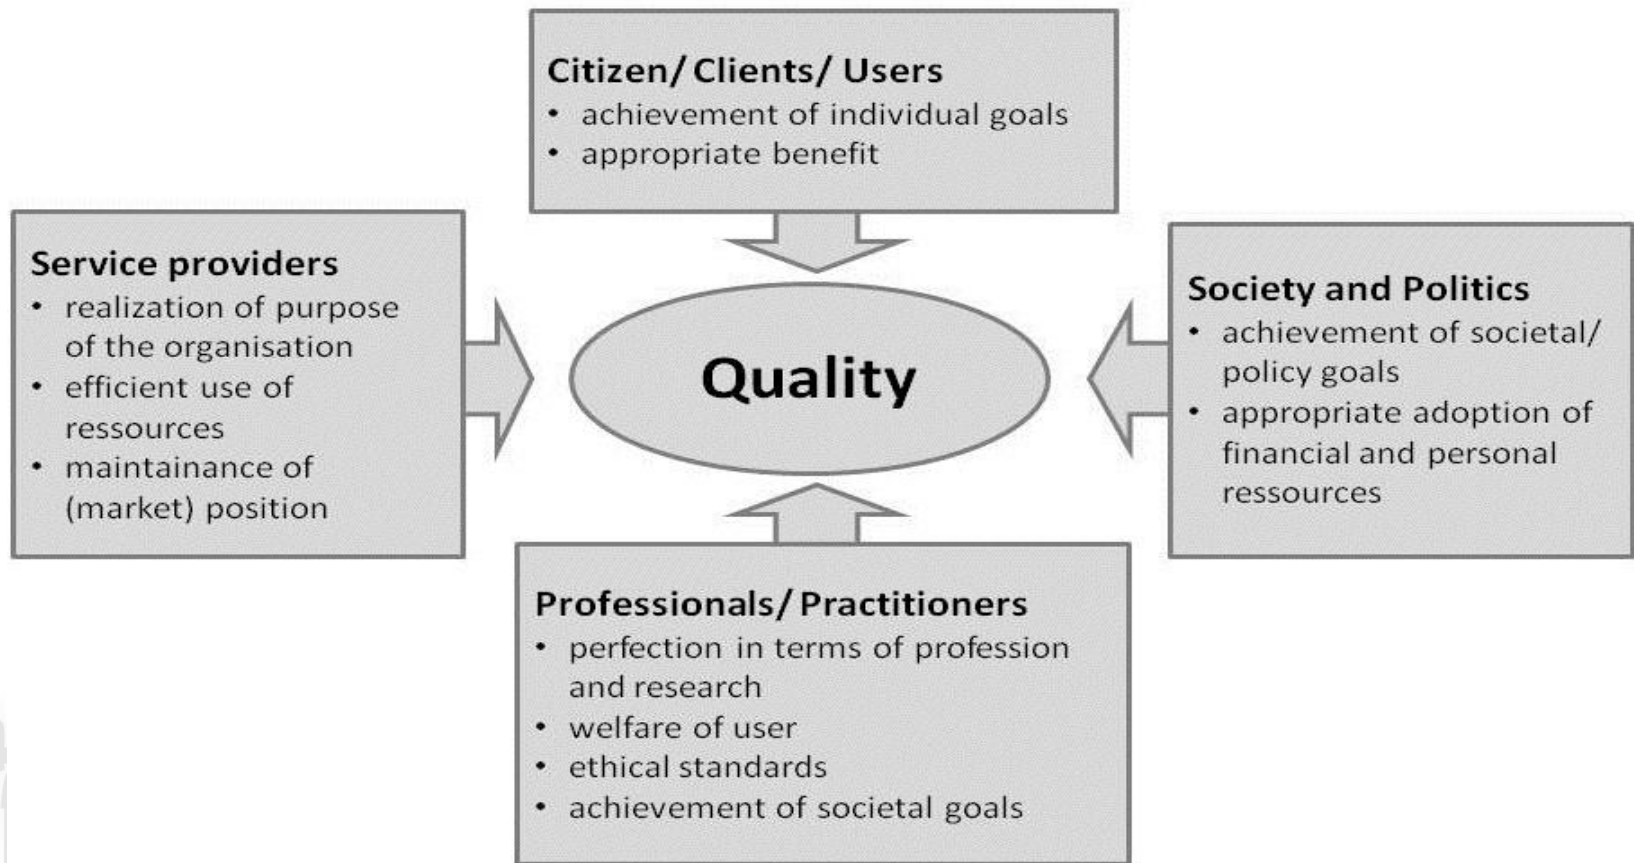 Citizen/ Clients/ Users
• achievement of individual goals
• appropriate benefit
Service providers
• realization of purpose
of the organisation
• efficient use of
ressources
• maintainance of
(market) position
Quality
Society and Politics
• achievement of societal/
policy goals
• appropriate adoption of
financial and personal
ressources
Professionals/ Practitioners
• perfection in terms of profession
and research
• welfare of user
• ethical standards
• achievement of societal goals